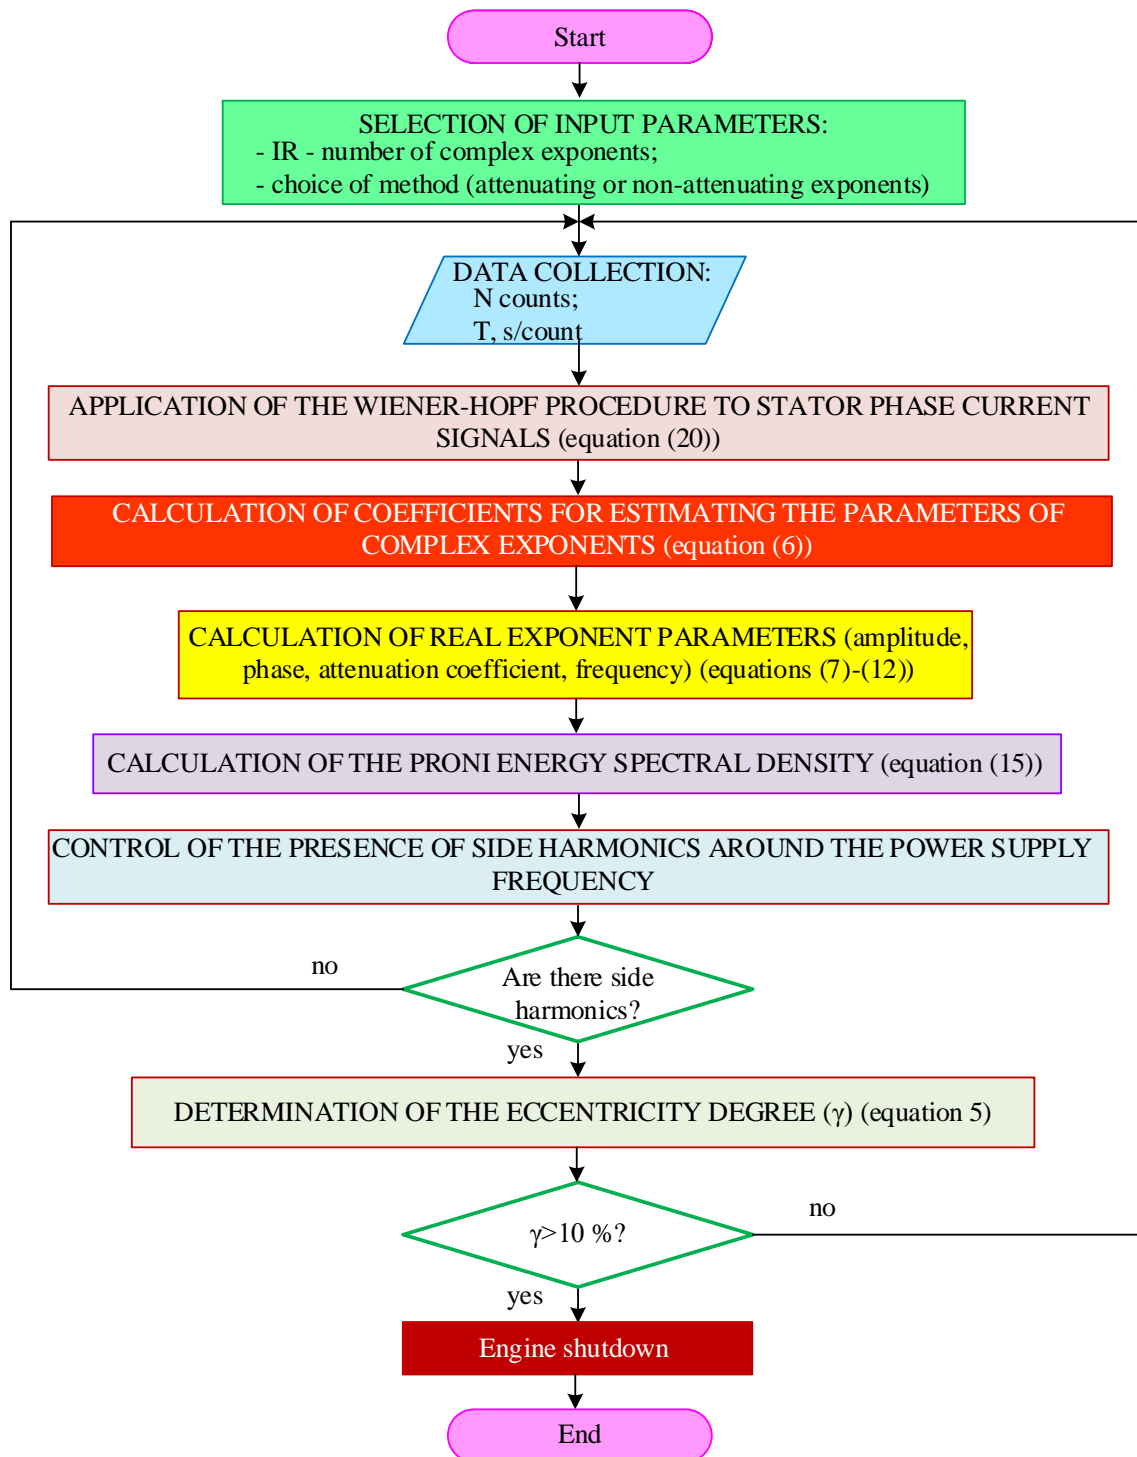 Start
SELECTION OF INPUT PARAMETERS:
- IR - number of complex exponents;
- choice of method (attenuating or non-attenuating exponents)
DATA COLLECTION:
N counts;
T, s/count
APPLICATION OF THE WIENER-HOPF PROCEDURE TO STATOR PHASE CURRENT
SIGNALS (equation (20))
CALCULATION OF COEFFICIENTS FOR ESTIMATING THE PARAMETERS OF
COMPLEX EXPONENTS (equation (6))
CALCULATION OF REAL EXPONENT PARAMETERS (amplitude,
phase, attenuation coefficient, frequency) (equations (7)-(12))
CALCULATION OF THE PRONI ENERGY SPECTRAL DENSITY (equation (15))
CONTROL OF THE PRESENCE OF SIDE HARMONICS AROUND THE POWER SUPPLY
FREQUENCY
no
Are there side
harmonics?
yes
DETERMINATION OF THE ECCENTRICITY DEGREE (γ) (equation 5)
no
γ>10 %?
yes
Engine shutdown
End